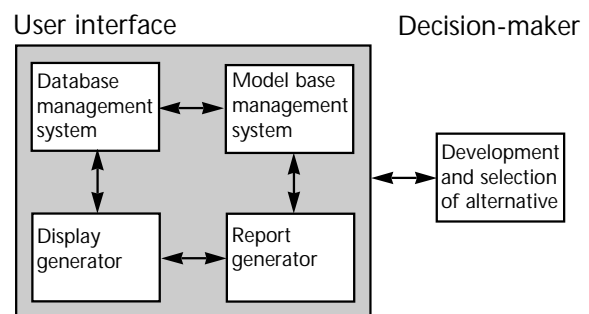 User interface
Decision-maker
Database
management
system
Model base
management
system
Development
and selection
of alternative
Display
generator
Report
generator